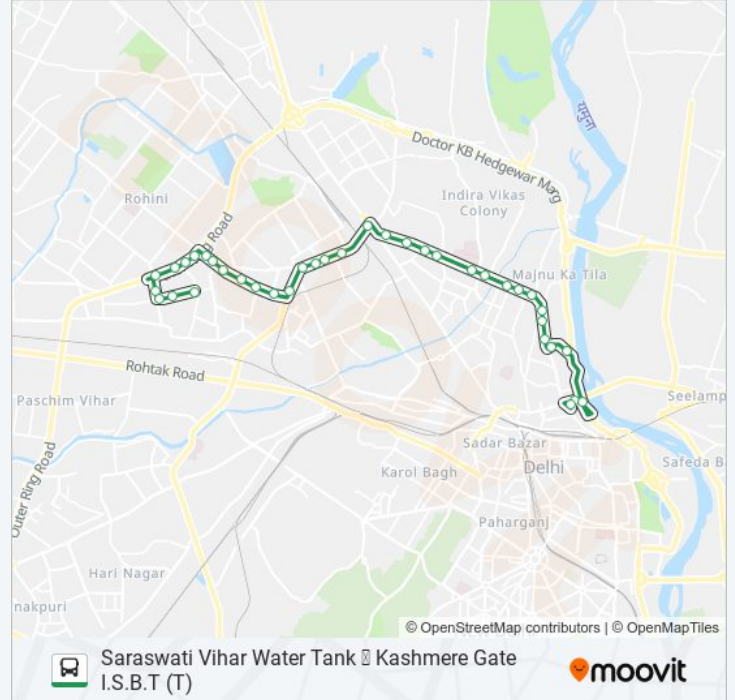 यमुना
Doctor KB Hedgewar Marg
Rohini
Indira Vikas
Colony
g Road
Majnu Ka Tila
Rohtak Road
Paschim Vihar
Seelamp
Sadar Bazar
Karol Bagh
Delhi
Safeda B
Outer Ring Road
Paharganj
Hari Nagar
nakpuri
© OpenStreetMap contributors | © OpenMapTiles
Saraswati Vihar Water Tank Kashmere Gate
I.S.B.T (T)
moovit